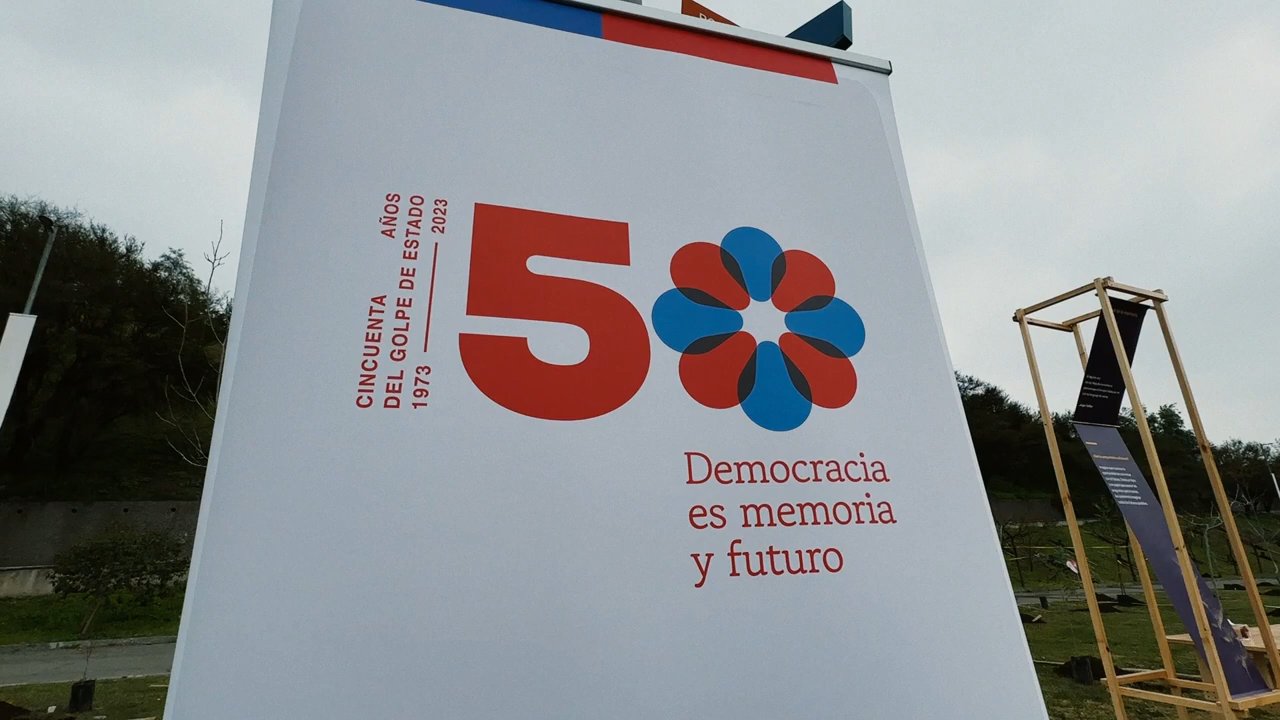 CINCUENTA AÑOS
DEL GOLPE DE ESTADO
1973 2023
50
Democracia
es memoria
y futuro